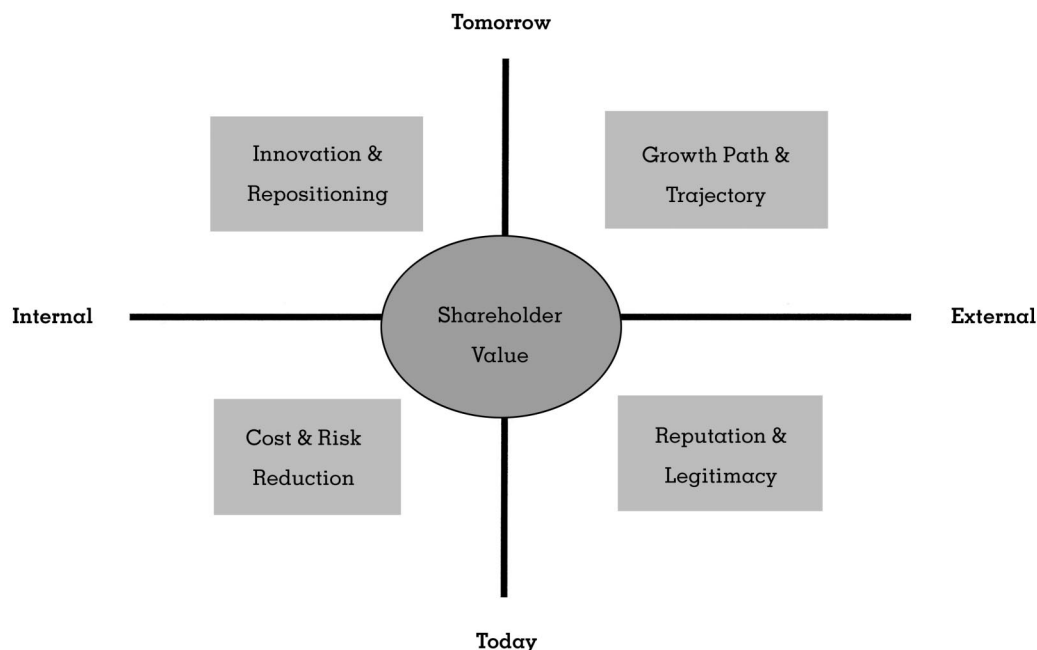 Tomorrow
Innovation &
Repositioning
Growth Path &
Trajectory
Internal
Shareholder
Value
External
Cost & Risk
Reduction
Reputation &
Legitimacy
Today